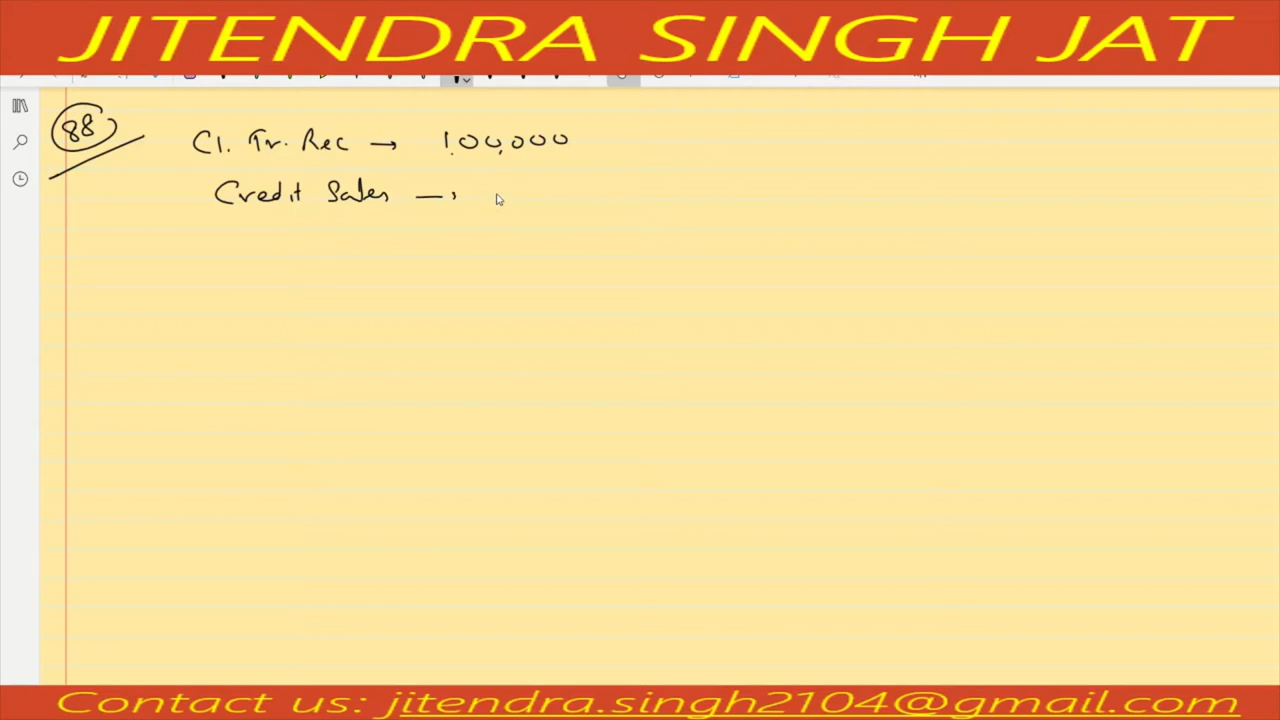 JITENDRA SINGH JAT
88
Cl. Tr. Rec → 1,00,000
Credit Sales →
Contact us: jitendra.singh2104@gmail.com